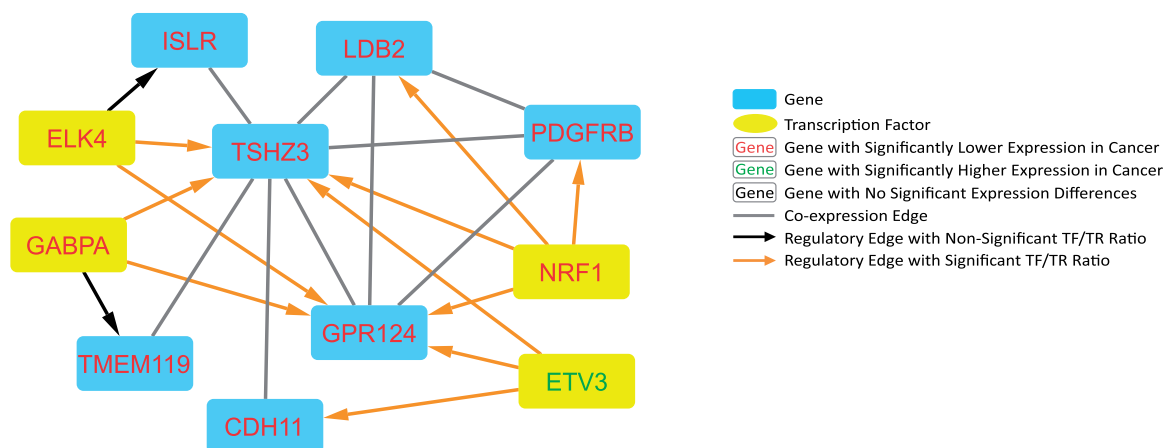 ISLR
LDB2
ELK4
TSHZ3
PDGFRB
GABPA
NRF1
GPR124
TMEM119
ETV3
CDH11
Gene
Transcription Factor
Gene Gene with Significantly Lower Expression in Cancer
Gene Gene with Significantly Higher Expression in Cancer
Gene Gene with No Significant Expression Differences
Co-expression Edge
Regulatory Edge with Non-Significant TF/TR Ratio
Regulatory Edge with Significant TF/TR Ratio